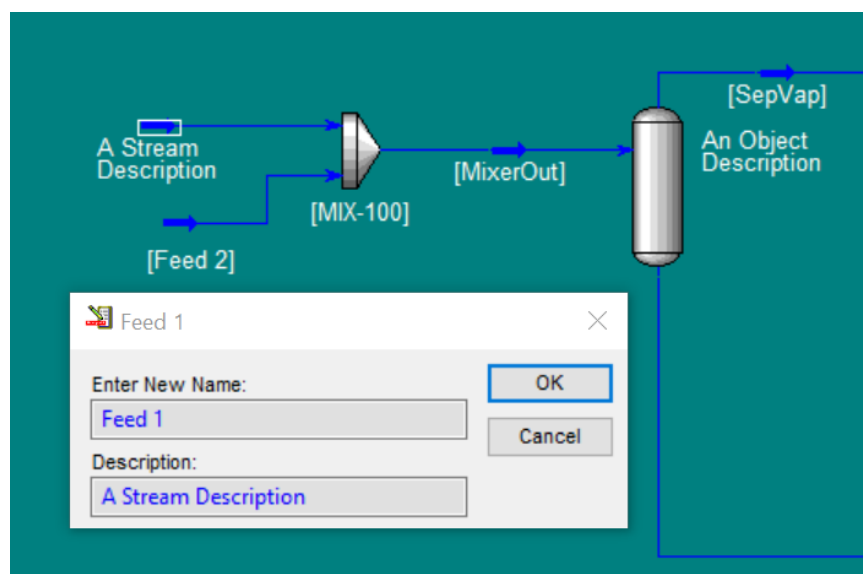 [SepVap]
A Stream
Description
An Object
Description
[MixerOut]
[MIX-100]
[Feed 2]
Feed 1
Enter New Name:
OK
Feed 1
Cancel
Description:
A Stream Description